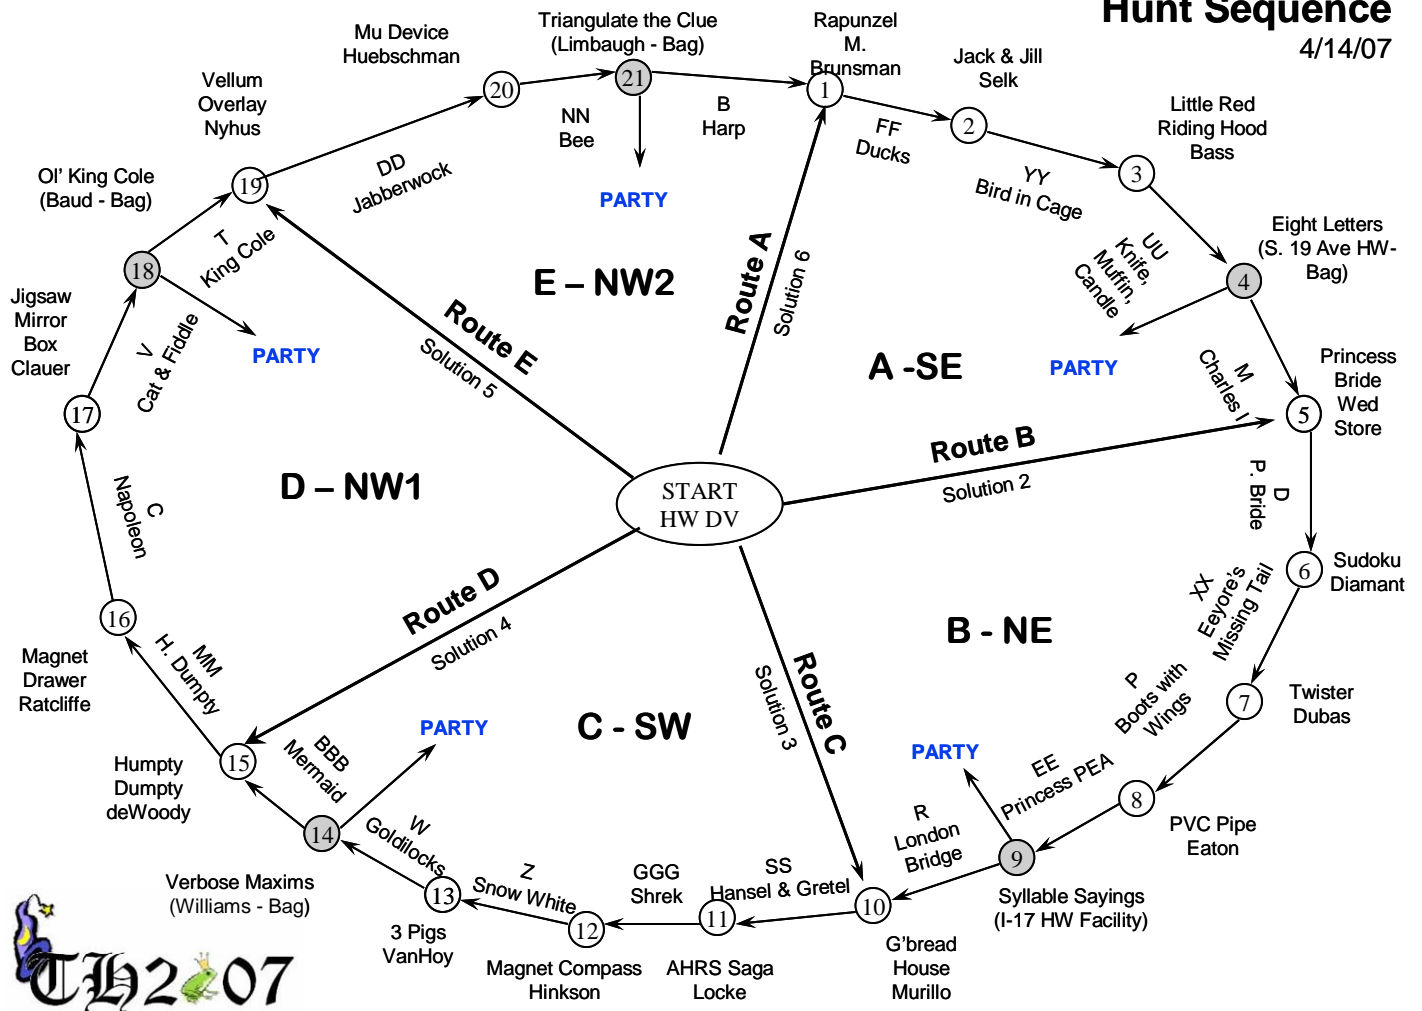 Hunt Sequence
4/14/07
Triangulate the Clue
(Limbaugh - Bag)
21
Rapunzel
M.
Brunsman
1
Jack & Jill
Selk
2
Little Red
Riding Hood
Bass
3
Eight Letters
(S. 19 Ave HW-
Bag)
4
Princess
Bride
Wed
Store
5
Sudoku
Diamant
6
Twister
Dubas
7
PVC Pipe
Eaton
8
Syllable Sayings
(I-17 HW Facility)
9
G'bread
House
Murillo
10
AHRS Saga
Locke
11
Magnet Compass
Hinkson
12
3 Pigs
VanHoy
13
Verbose Maxims
(Williams - Bag)
14
Humpty
Dumpty
deWoody
15
Magnet
Drawer
Ratcliffe
16
Jigsaw
Mirror
Box
Clauer
17
Ol' King Cole
(Baud - Bag)
18
Vellum
Overlay
Nyhus
19
Mu Device
Huebschman
20
B
Harp
FF
Ducks
YY
Bird in Cage
UU
Knife,
Muffin,
Candle
PARTY
M
Charles I
D
P. Bride
XX
Eeyore's
Missing Tail
P
Boots with
Wings
EE
Princess PEA
PARTY
R
London
Bridge
SS
Hansel & Gretel
GGG
Shrek
Z
Snow White
W
Goldilocks
PARTY
BBB
Mermaid
MM
H. Dumpty
C
Napoleon
V
Cat & Fiddle
PARTY
T
King Cole
DD
Jabberwock
NN
Bee
PARTY
START
HW DV
Route A
Solution 6
Route B
Solution 2
Route C
Solution 3
Route D
Solution 4
Route E
Solution 5
A -SE
B - NE
C - SW
D – NW1
E – NW2
TH2007